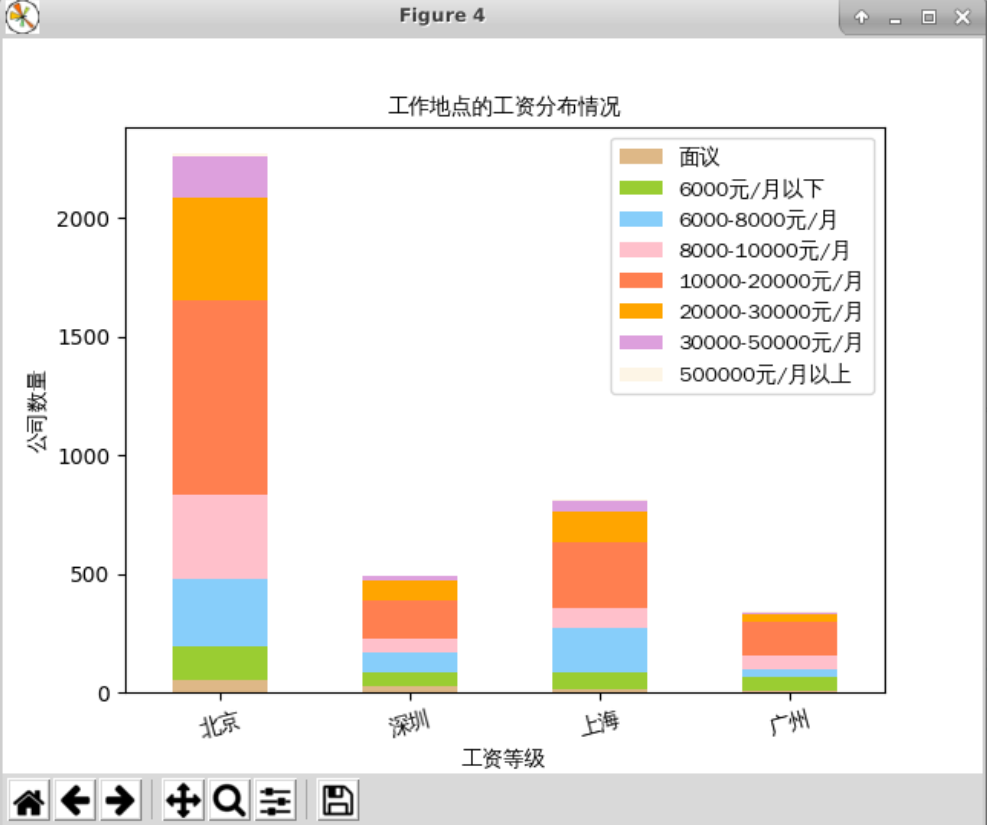 Figure 4
工作地点的工资分布情况
面议
6000元/月以下
6000-8000元/月
8000-10000元/月
10000-20000元/月
20000-30000元/月
30000-50000元/月
500000元/月以上
公司数量
2000
1500
1000
500
0
北京
深圳
上海
广州
工资等级